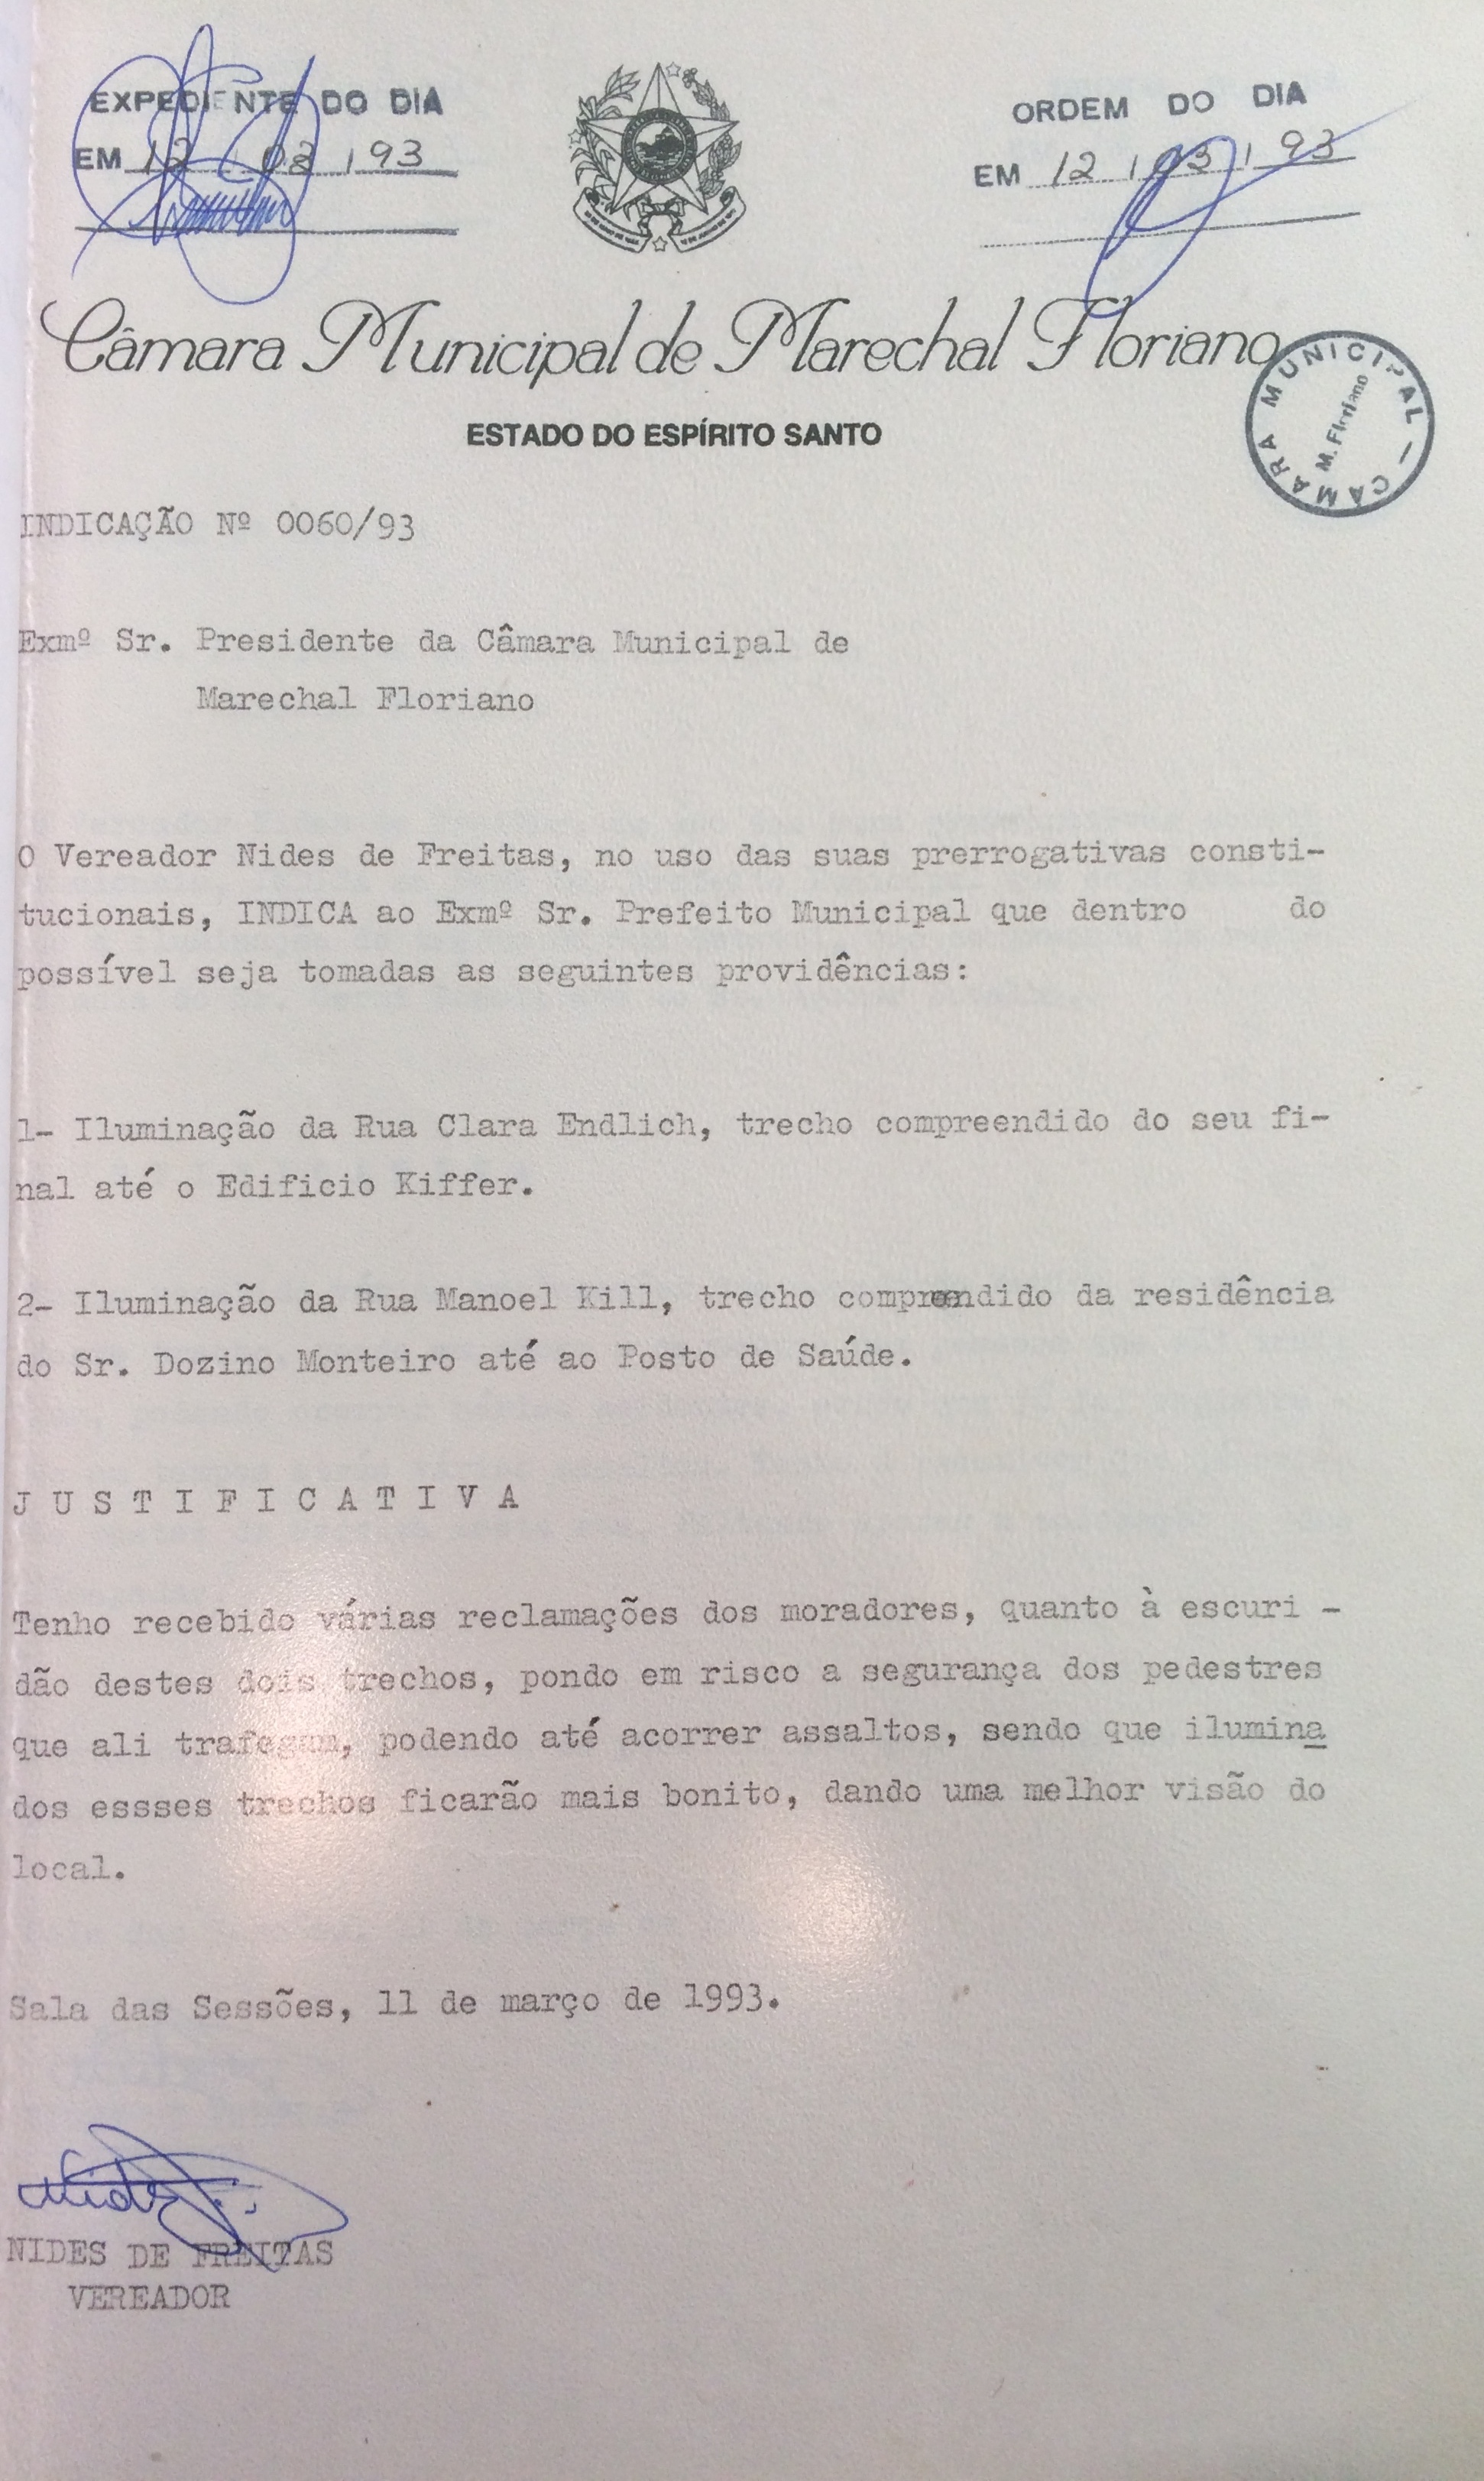 EXPEDIENTE DO DIA
EM 12 / 03 / 93
ORDEM DO DIA
EM 12 / 03 / 93
Câmara Municipal de Marechal Floriano
ESTADO DO ESPÍRITO SANTO
CAMARA MUNICIPAL —
M. Floriano
INDICAÇÃO Nº 0060/93
Exmº Sr. Presidente da Câmara Municipal de
Marechal Floriano
O Vereador Nides de Freitas, no uso das suas prerrogativas consti-
tucionais, INDICA ao Exmº Sr. Prefeito Municipal que dentro do
possível seja tomadas as seguintes providências:
1- Iluminação da Rua Clara Endlich, trecho compreendido do seu fi-
nal até o Edificio Kiffer.
2- Iluminação da Rua Manoel Kill, trecho compreendido da residência
do Sr. Dozino Monteiro até ao Posto de Saúde.
J U S T I F I C A T I V A
Tenho recebido várias reclamações dos moradores, quanto à escuri -
dão destes dois trechos, pondo em risco a segurança dos pedestres
que ali trafegam, podendo até acorrer assaltos, sendo que ilumina
dos essses trechos ficarão mais bonito, dando uma melhor visão do
local.
Sala das Sessões, 11 de março de 1993.
NIDES DE FREITAS
VEREADOR